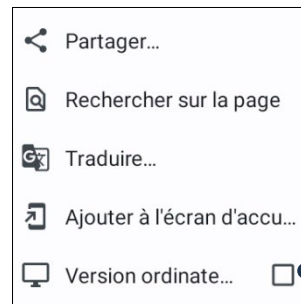 Partager...
Rechercher sur la page
Traduire...
Ajouter à l'écran d'accu...
Version ordinate...